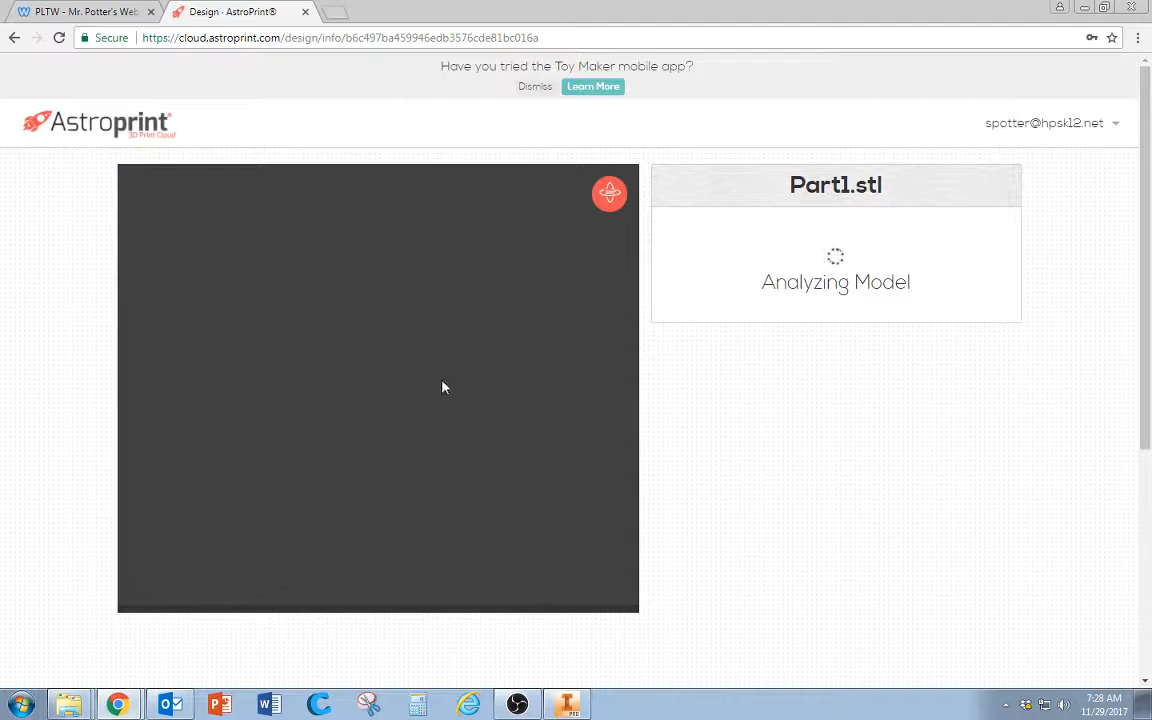 PLTW - Mr. Potter's Web
Design · AstroPrint®
Secure
https://cloud.astroprint.com/design/info/b6c497ba459946edb3576cde81bc016a
Have you tried the Toy Maker mobile app?
Dismiss
Learn More
Astroprint
3D Print Cloud
spotter@hpsk12.net
Part1.stl
Analyzing Model
7:28 AM
11/29/2017